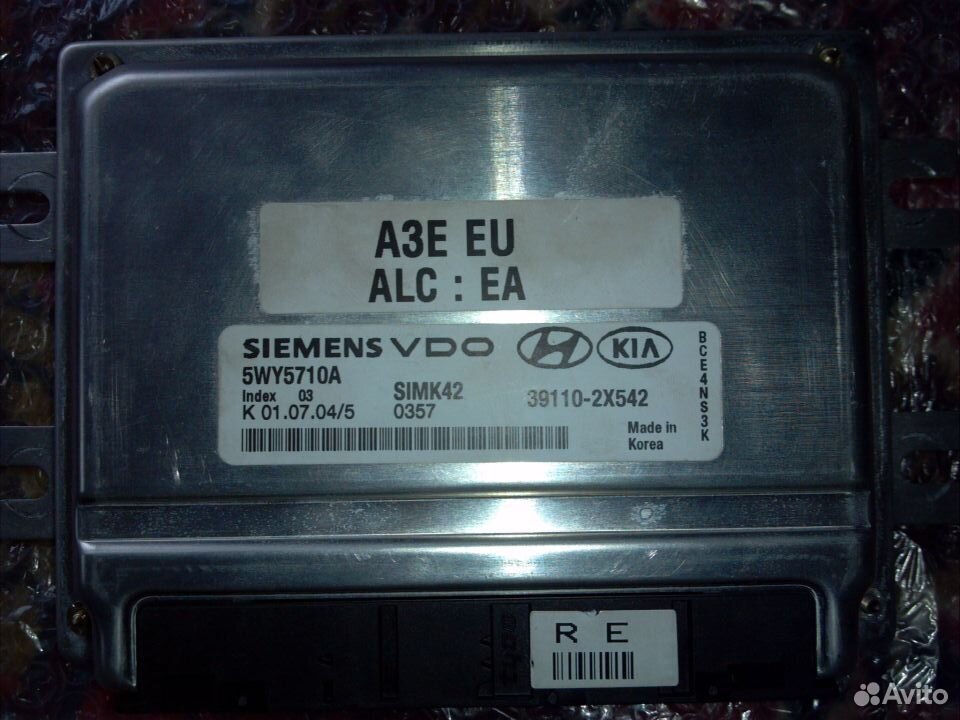 A3E EU
ALC : EA
SIEMENS VDO KIA
5WY5710A
Index 03 SIMK42 39110-2X542
K 01.07.04/5 0357
Made in
Korea
BCE4NS3K
R E
Avito